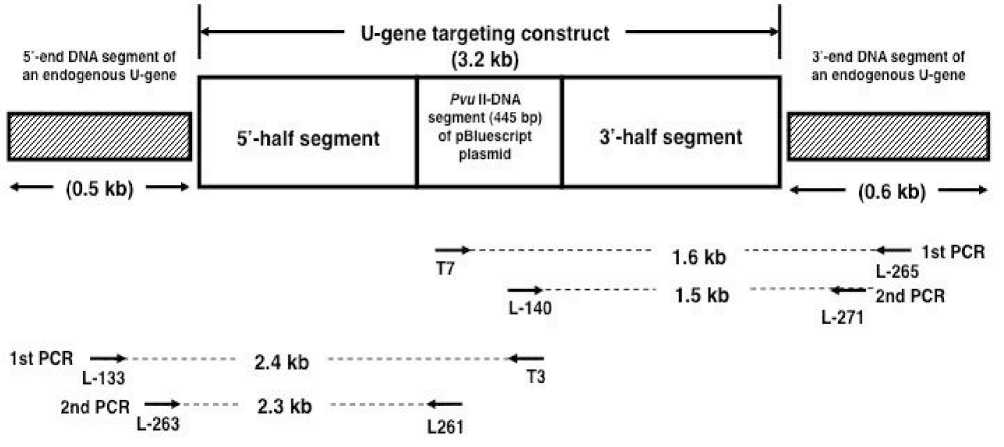 U-gene targeting construct
(3.2 kb)
5'-end DNA segment of
an endogenous U-gene
3'-end DNA segment of
an endogenous U-gene
5'-half segment
Pvu II-DNA
segment (445 bp)
of pBluescript
plasmid
3'-half segment
(0.5 kb)
(0.6 kb)
T7
1.6 kb
L-265
1st PCR
L-140
1.5 kb
L-271
2nd PCR
1st PCR
L-133
2.4 kb
T3
2nd PCR
L-263
2.3 kb
L261